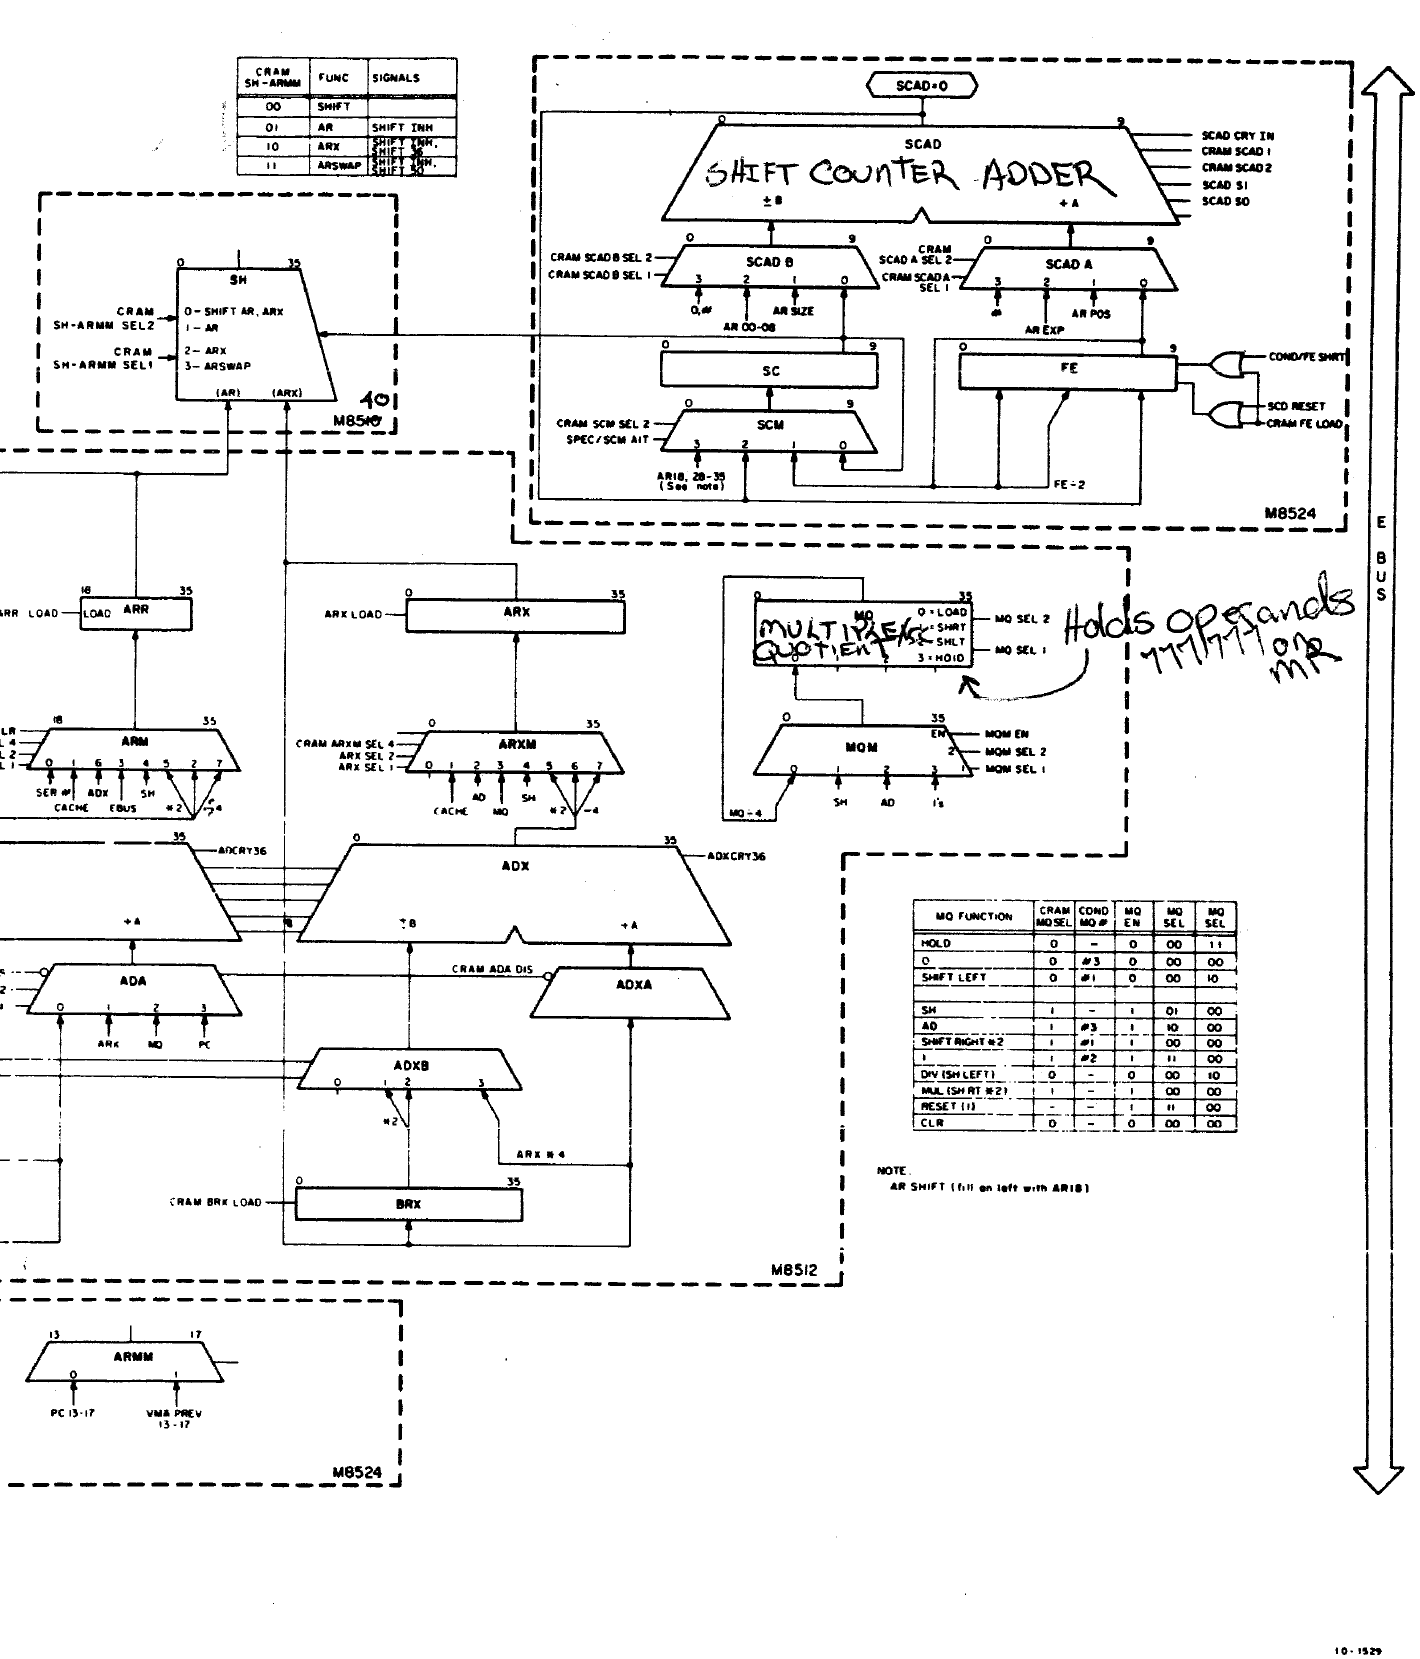 CRAM SH-ARMM FUNC SIGNALS
00 SHIFT
01 AR SHIFT INH
10 ARX SHIFT INH, SHIFT 36
11 ARSWAP SHIFT INH, SHIFT 50
SCAD=0
0 9
SCAD
SHIFT COUNTER ADDER
±B +A
SCAD CRY IN
CRAM SCAD 1
CRAM SCAD 2
SCAD S1
SCAD S0
0 9
SCAD B
3 2 1 0
CRAM SCAD B SEL 2
CRAM SCAD B SEL 1
0,#
AR 00-08
AR SIZE
0 9
SCAD A
3 2 1 0
CRAM
SCAD A SEL 2
CRAM SCAD A
SEL 1
#
AR EXP
AR POS
0 9
SC
0 9
FE
COND/FE SHRT
SCD RESET
CRAM FE LOAD
0 9
SCM
3 2 1 0
CRAM SCM SEL 2
SPEC/SCM ALT
AR18, 28-35
(See note)
FE-2
M8524
0 35
SH
0- SHIFT AR, ARX
1- AR
2- ARX
3- ARSWAP
(AR) (ARX)
CRAM
SH-ARMM SEL2
CRAM
SH-ARMM SEL1
40
M8510
E
BUS
18 35
ARR LOAD
LOAD ARR
0 35
ARX LOAD
ARX
0 35
MQ
0 = LOAD
1 = SHRT
2 = SHLT
3 = HOLD
MULTIPLIER/
QUOTIENT
MQ SEL 2
MQ SEL 1
Holds operands
777/777 on
MR
18 35
ARM
0 1 6 3 4 5 2 7
CLR
L 4
L 2
L 1
SER #
CACHE
ADX
EBUS
SH
*2
0 35
ARXM
0 1 2 3 4 5 6 7
CRAM ARXM SEL 4
ARX SEL 2
ARX SEL 1
CACHE
AD
MQ
SH
*2
÷4
0 35
MQM
EN
2
1
0 1 2 3
MQM EN
MQM SEL 2
MQM SEL 1
MQ÷4
SH
AD
1's
35
ADCRY36
+A
0 35
ADX
±B +A
ADXCRY36
ADA
0 1 2 3
ARX
MQ
PC
CRAM ADA DIS
ADXA
ADXB
0 1 2 3
*2
ARX *4
0 35
CRAM BRX LOAD
BRX
M8512
MQ FUNCTION CRAM MQ SEL COND MQ # MQ EN MQ SEL MQ SEL
HOLD 0 - 0 00 11
0 0 #3 0 00 00
SHIFT LEFT 0 #1 0 00 10
SH 1 - 1 01 00
AD 1 #3 1 10 00
SHIFT RIGHT *2 1 #1 1 00 00
1 1 #2 1 11 00
DIV (SH LEFT) 0 - 0 00 10
MUL (SH RT *2) 1 - 1 00 00
RESET (1) - - 1 11 00
CLR 0 - 0 00 00
NOTE.
AR SHIFT (fill on left with AR18)
13 17
ARMM
0 1
PC 13-17
VMA PREV
13-17
M8524
10-1529